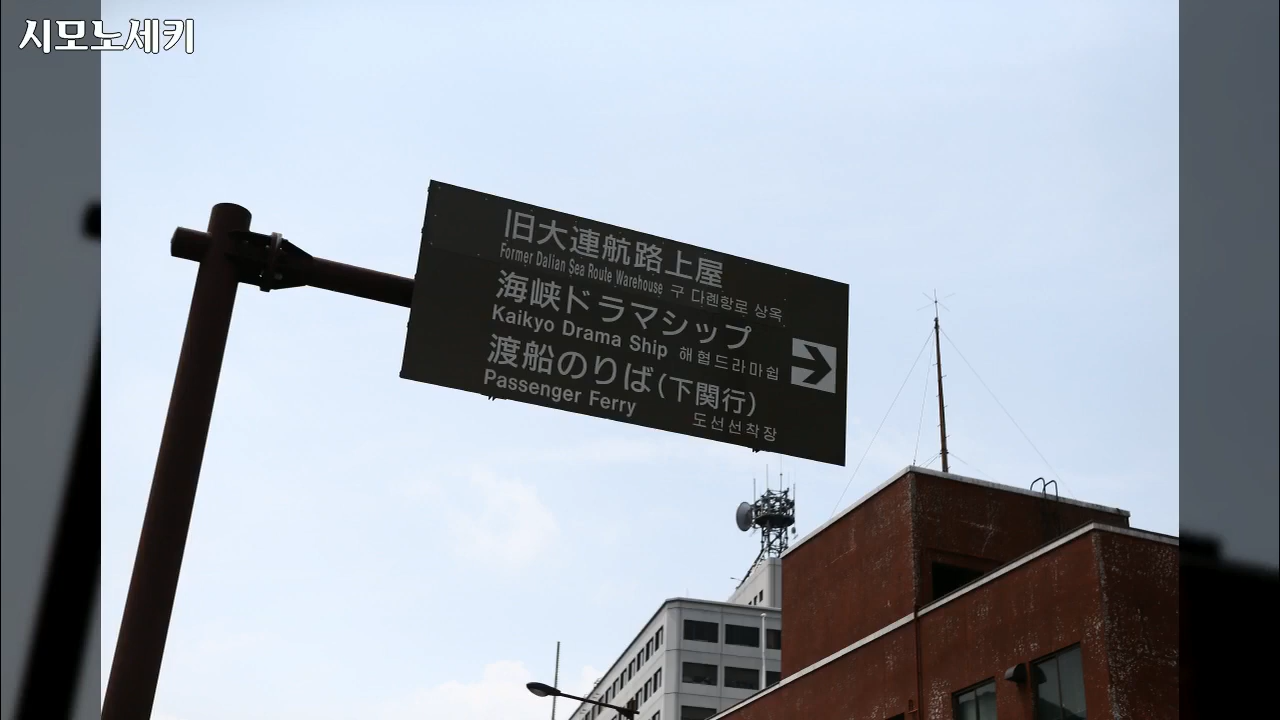 시모노세키
旧大連航路上屋
Former Dalian Sea Route Warehouse 구 다롄항로 상옥
海峡ドラマシップ
Kaikyo Drama Ship 해협드라마쉽
渡船のりば(下関行)
Passenger Ferry 도선선착장